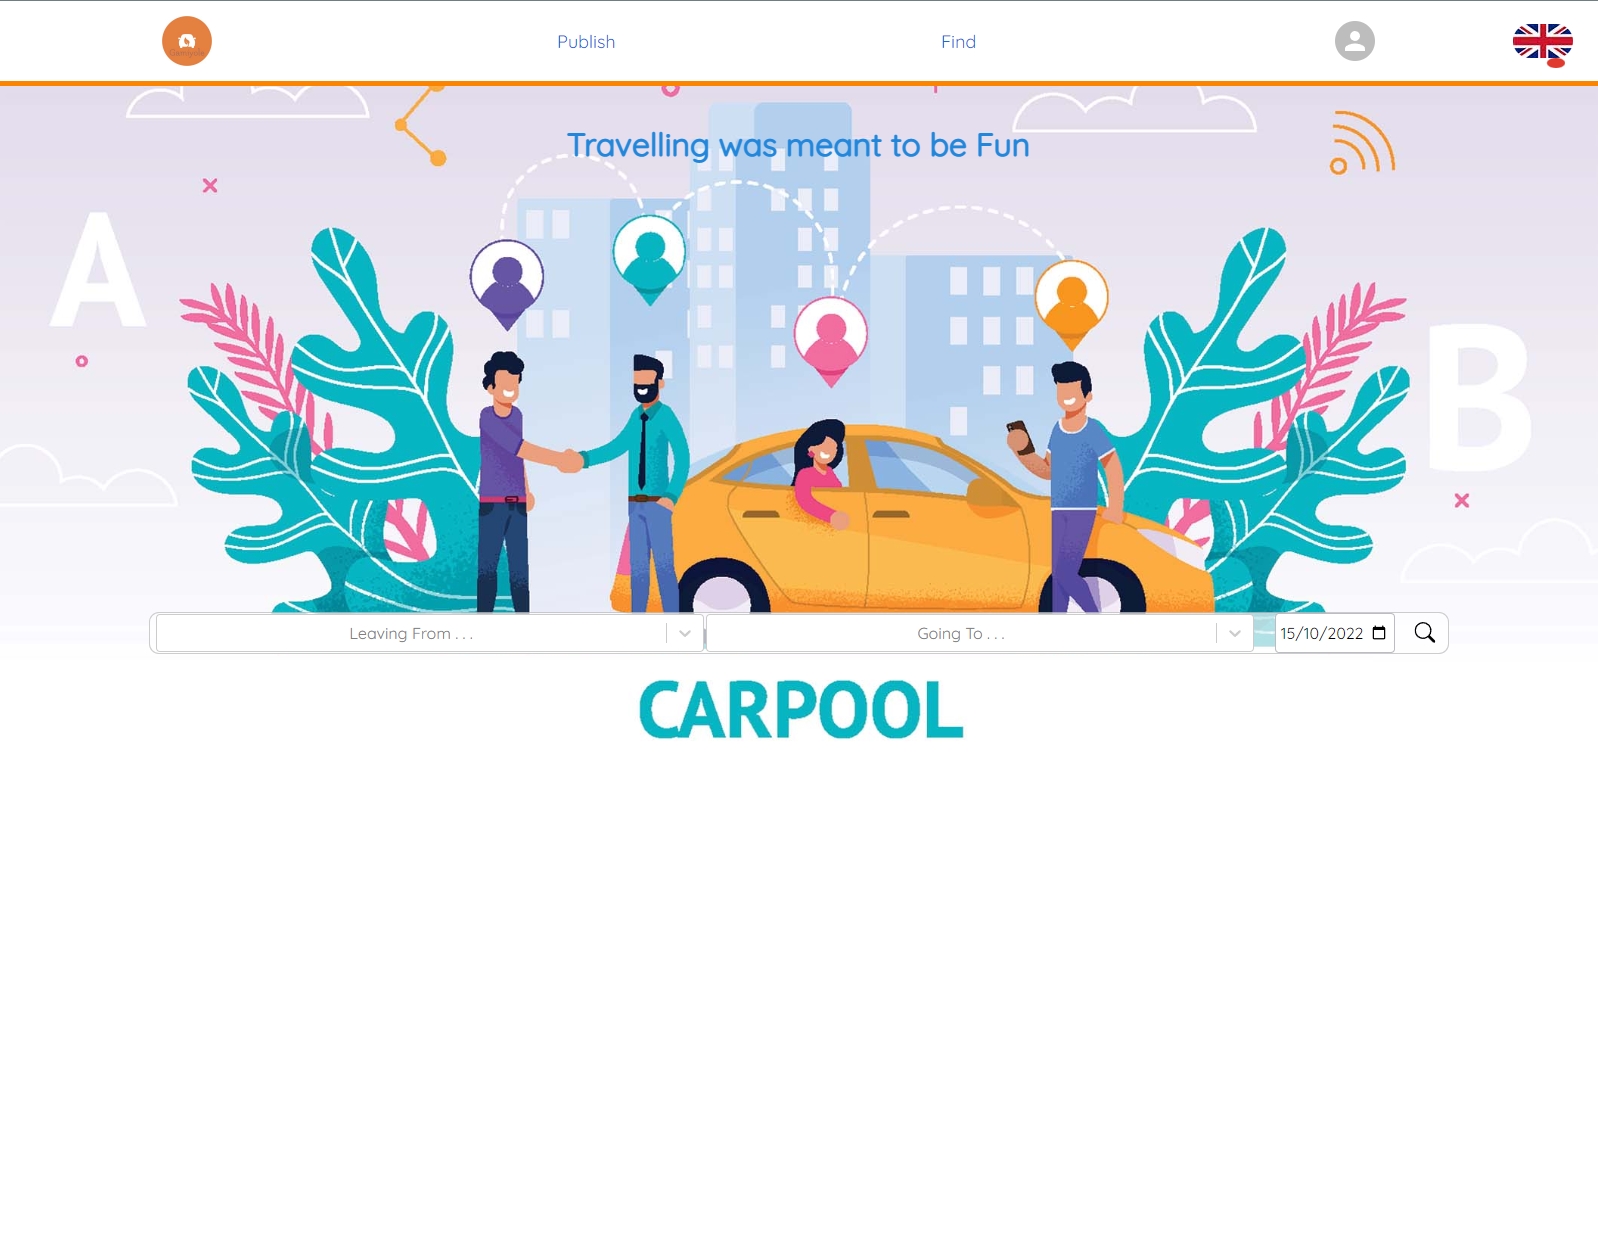 Publish
Find
Travelling was meant to be Fun
A
B
Leaving From . . .
Going To . . .
15/10/2022
CARPOOL